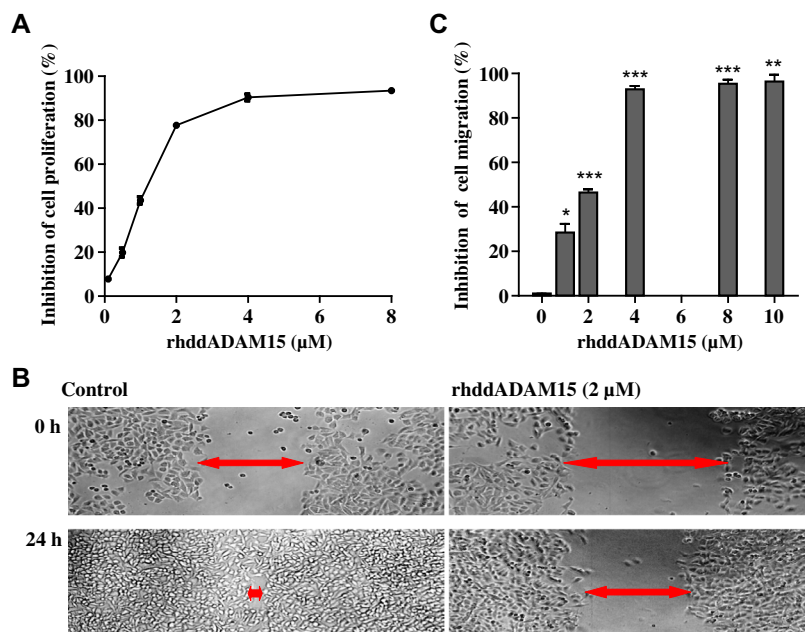 A
Inhibition of cell proliferation (%)
100
80
60
40
20
0
0 2 4 6 8
rhddADAM15 (µM)
C
Inhibition of cell migration (%)
100
80
60
40
20
0
* *** *** *** **
0 2 4 6 8 10
rhddADAM15 (µM)
B
Control
rhddADAM15 (2 µM)
0 h
24 h